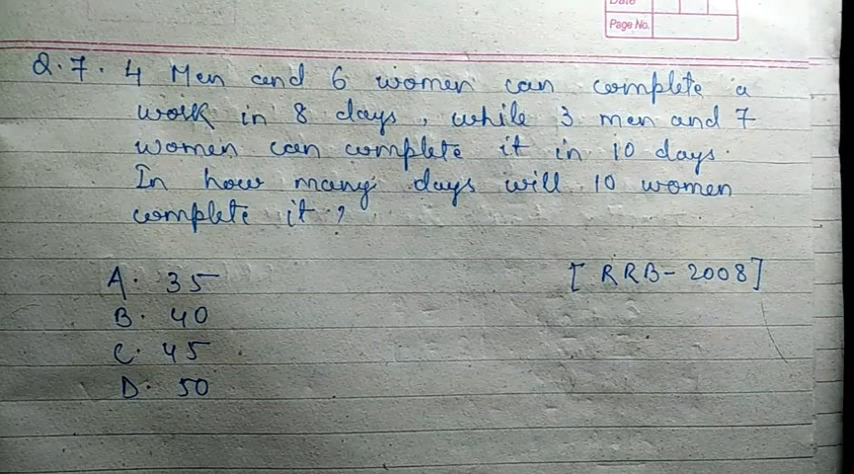 Date
Page No.
Q.7. 4 Men and 6 women can complete a
work in 8 days, while 3 men and 7
women can complete it in 10 days.
In how many days will 10 women
complete it?
A. 35
[RRB-2008]
B. 40
C. 45
D. 50